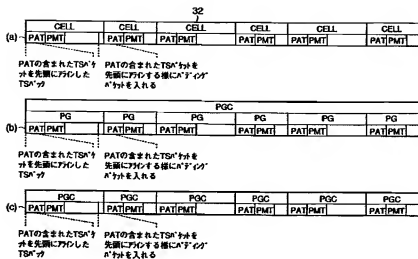 32
CELL CELL CELL CELL CELL CELL
(a) PAT PMT PAT PMT PAT PMT PAT PMT PAT PMT PAT PMT
PATの含まれたTSパケ PATの含まれたTSパケットを
ットを先頭にアラインした 先頭にアラインする様にパディング
TSパック パケットを入れる
PGC
PG PG PG PG PG PG
(b) PAT PMT PAT PMT PAT PMT PAT PMT PAT PMT PAT PMT
PATの含まれたTSパケ PATの含まれたTSパケットを
ットを先頭にアラインした 先頭にアラインする様にパディング
TSパック パケットを入れる
PGC PGC PGC PGC PGC PGC
(c) PAT PMT PAT PMT PAT PMT PAT PMT PAT PMT PAT PMT
PATの含まれたTSパケ PATの含まれたTSパケットを
ットを先頭にアラインした 先頭にアラインする様にパディング
TSパック パケットを入れる